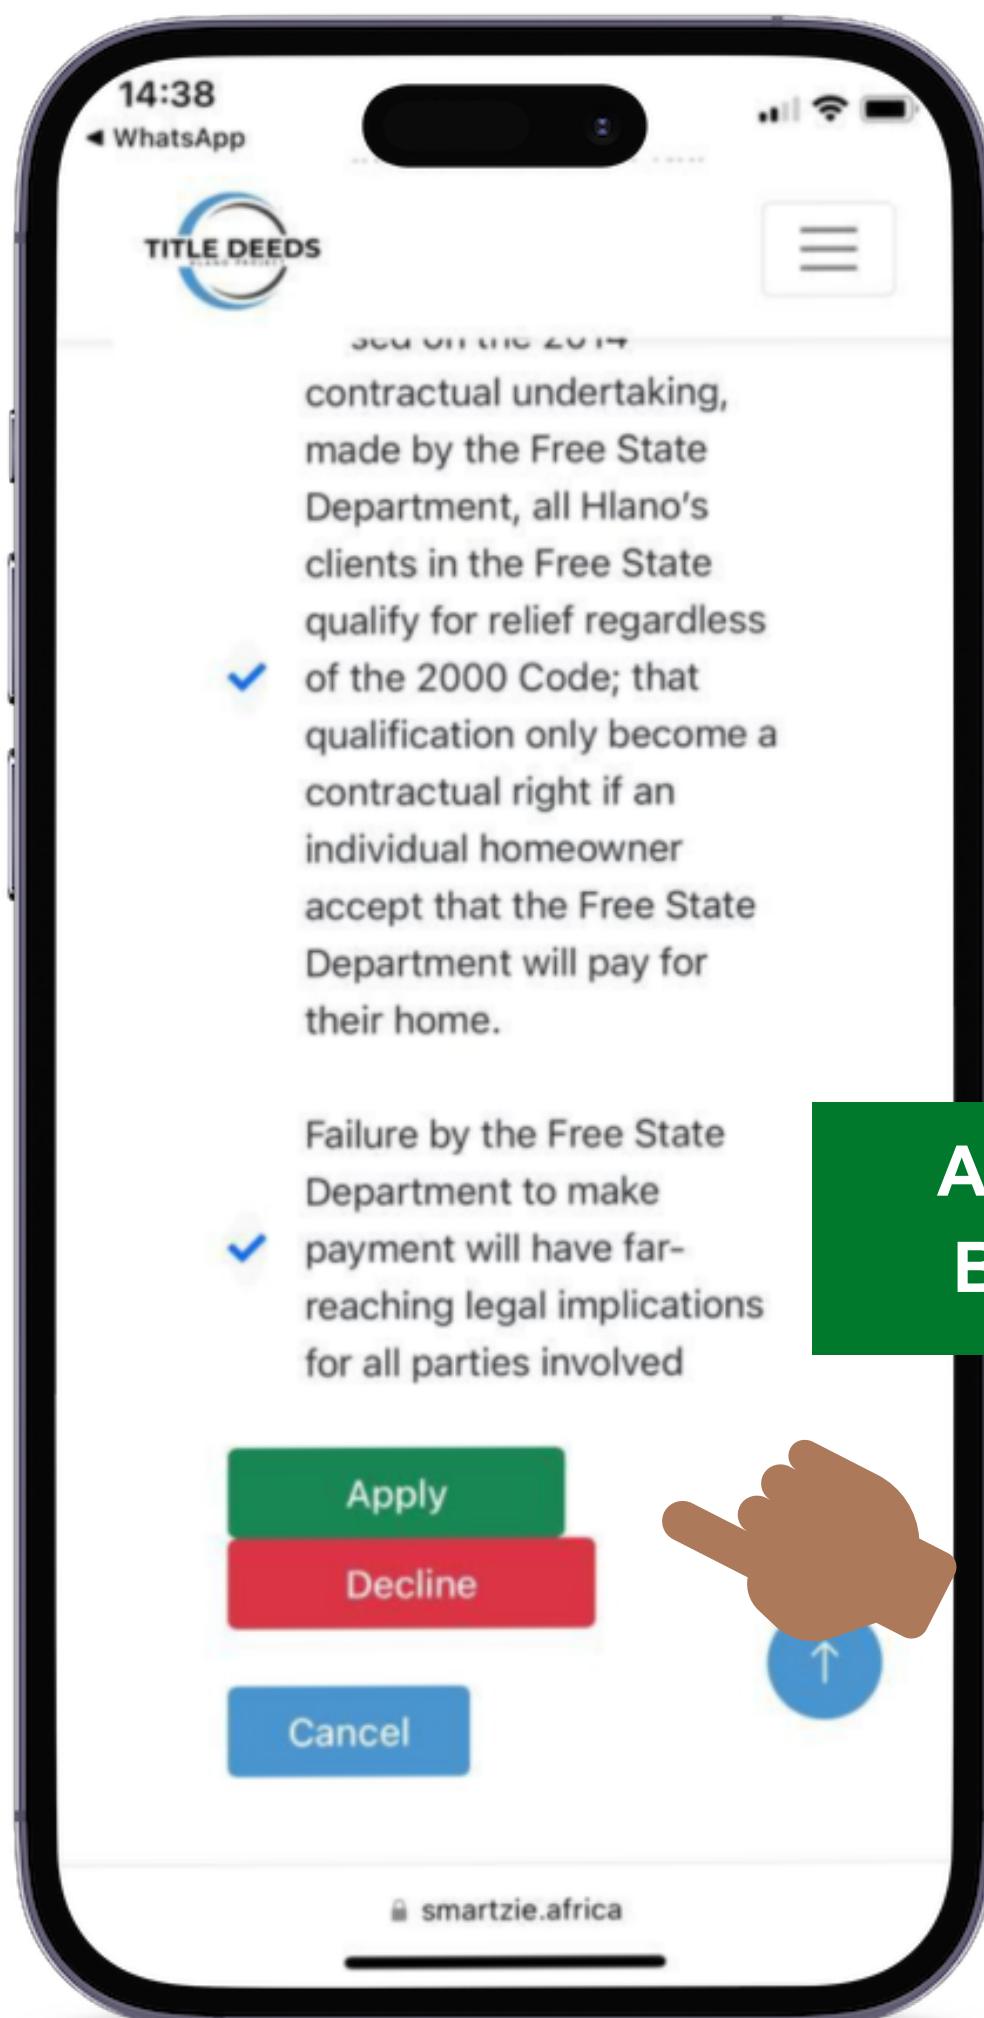 14:38
◀ WhatsApp
TITLE DEEDS
contractual undertaking,
made by the Free State
Department, all Hlano's
clients in the Free State
qualify for relief regardless
of the 2000 Code; that
qualification only become a
contractual right if an
individual homeowner
accept that the Free State
Department will pay for
their home.
Failure by the Free State
Department to make
payment will have far-
reaching legal implications
for all parties involved
A
B
Apply
Decline
Cancel
smartzie.africa